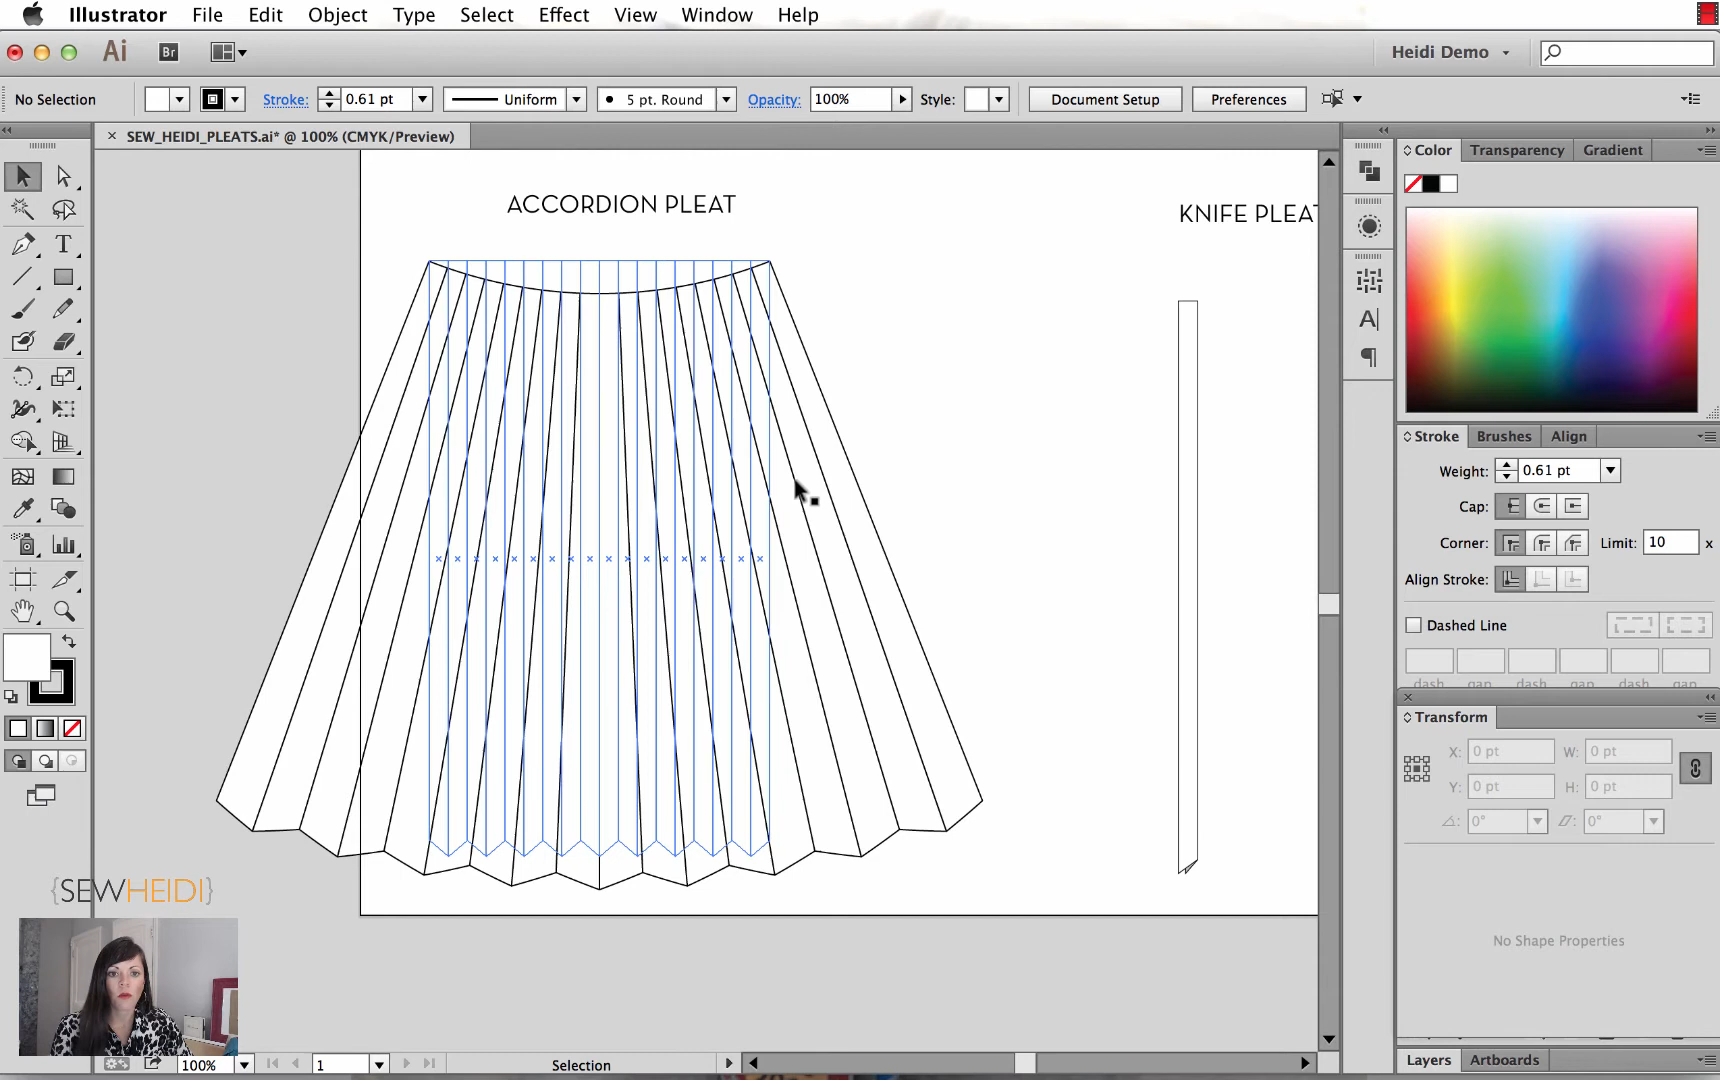 Illustrator File Edit Object Type Select Effect View Window Help
Ai Br Heidi Demo
No Selection Stroke: 0.61 pt Uniform 5 pt. Round Opacity: 100% Style: Document Setup Preferences
SEW_HEIDI_PLEATS.ai* @ 100% (CMYK/Preview)
Color Transparency Gradient
ACCORDION PLEAT
KNIFE PLEAT
Stroke Brushes Align
Weight: 0.61 pt
Cap:
Corner: Limit: 10 x
Align Stroke:
Dashed Line
dash gap dash gap dash gap
Transform
X: 0 pt W: 0 pt
Y: 0 pt H: 0 pt
0° 0°
No Shape Properties
{SEWHEIDI}
100% 1 Selection
Layers Artboards